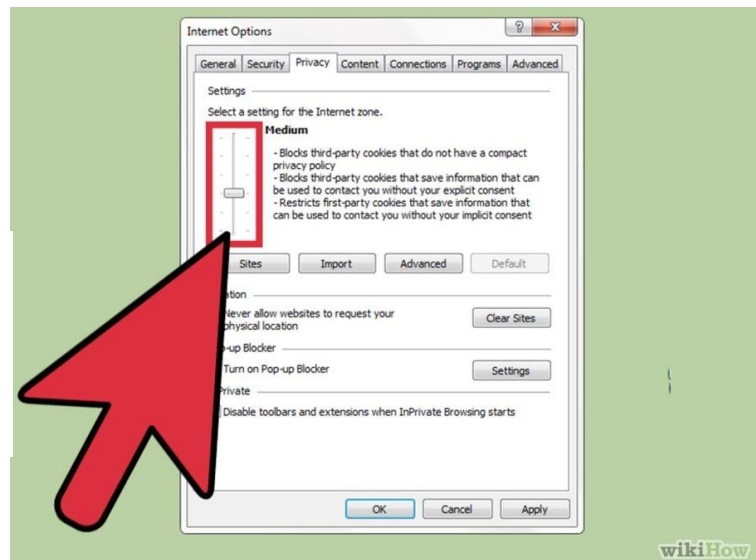 Internet Options
General Security Privacy Content Connections Programs Advanced
Settings
Select a setting for the Internet zone.
Medium
- Blocks third-party cookies that do not have a compact
privacy policy
- Blocks third-party cookies that save information that can
be used to contact you without your explicit consent
- Restricts first-party cookies that save information that
can be used to contact you without your implicit consent
Sites Import Advanced Default
Never allow websites to request your
physical location
Clear Sites
Blocker
Turn on Pop-up Blocker
Settings
Private
Disable toolbars and extensions when InPrivate Browsing starts
OK Cancel Apply
wikiHow